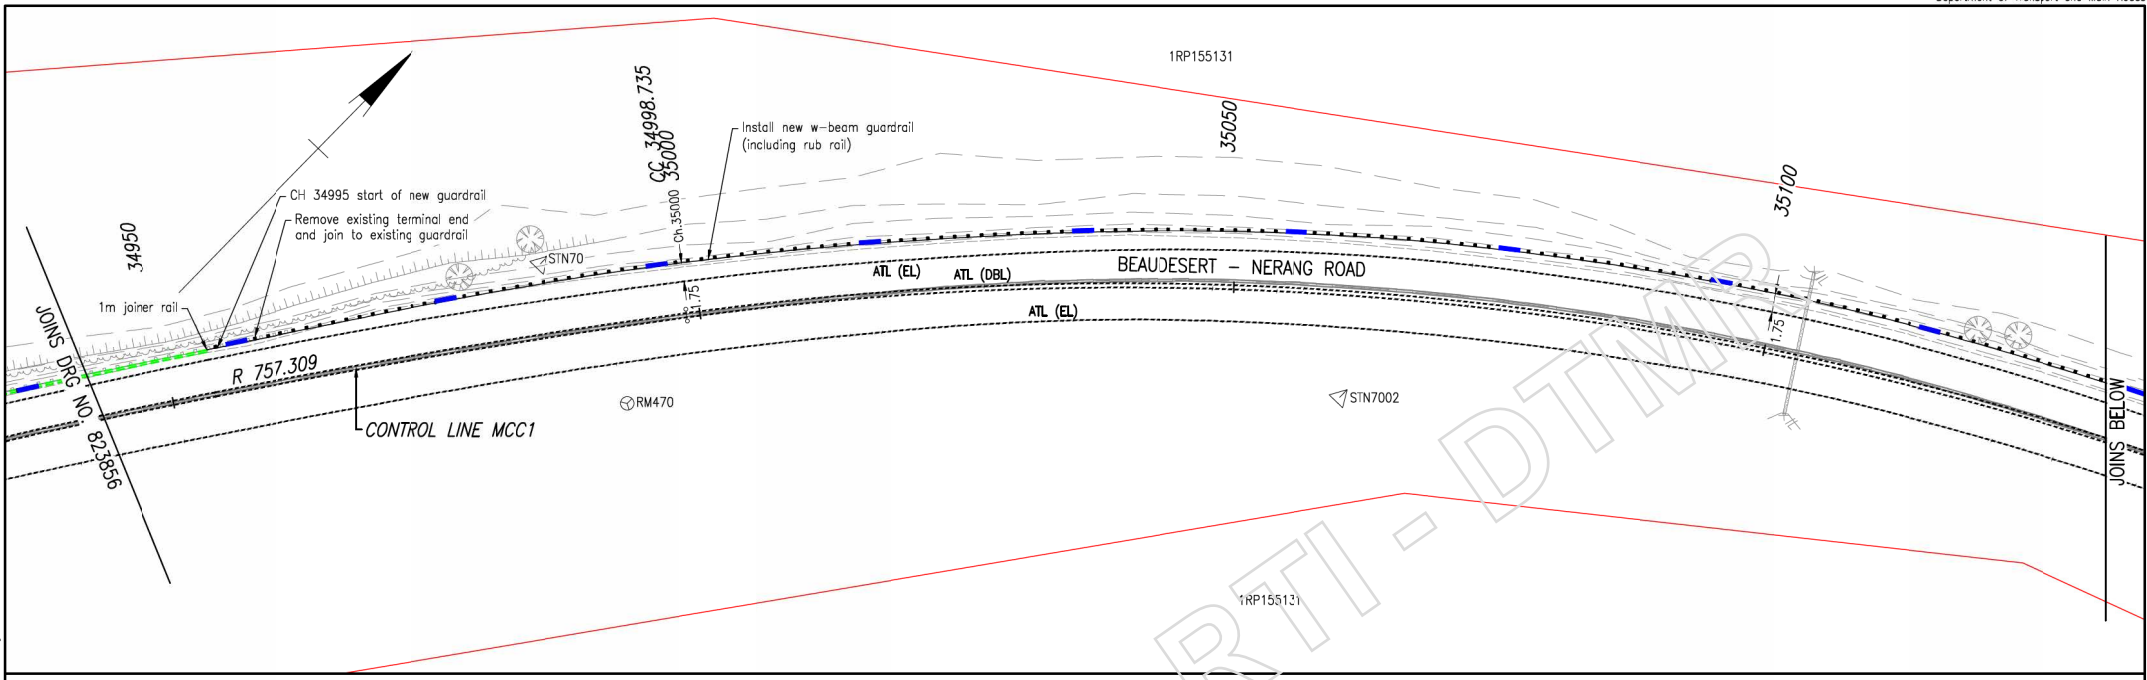 1RP155131
CC 34998.735
35000
35050
35100
34950
Install new w-beam guardrail
(including rub rail)
CH 34995 start of new guardrail
Remove existing terminal end
and join to existing guardrail
Ch.35000
STN70
1m joiner rail
ATL (EL)
ATL (DBL)
BEAUDESERT - NERANG ROAD
ATL (EL)
1.75
1.75
R 757.309
JOINS DRG NO 823856
CONTROL LINE MCC1
RM470
STN7002
JOINS BELOW
1RP155131
RTI - DTMR